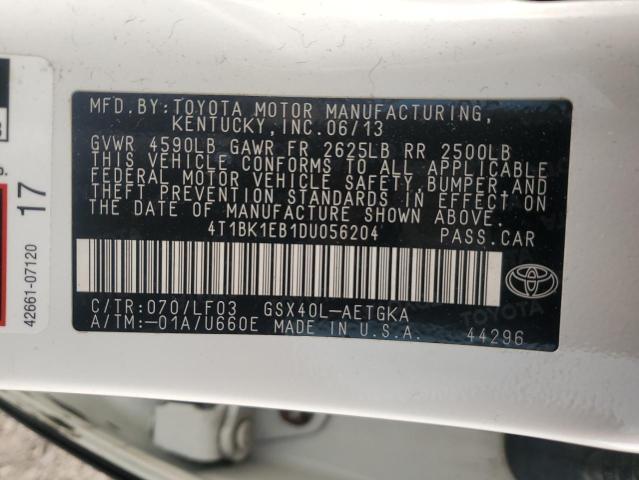 MFD.BY:TOYOTA MOTOR MANUFACTURING,
KENTUCKY,INC.06/13
GVWR 4590LB GAWR FR 2625LB RR 2500LB
THIS VEHICLE CONFORMS TO ALL APPLICABLE
FEDERAL MOTOR VEHICLE SAFETY,BUMPER,AND
THEFT PREVENTION STANDARDS IN EFFECT ON
THE DATE OF MANUFACTURE SHOWN ABOVE.
4T1BK1EB1DU056204 PASS.CAR
C/TR:070/LF03 GSX40L-AETGKA
A/TM:-01A/U660E MADE IN U.S.A. 44296
42661-07120
17